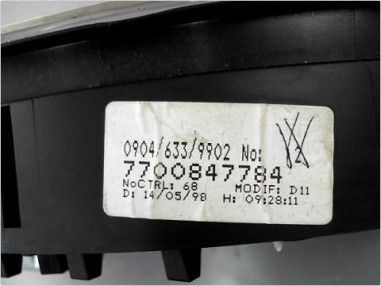 0904/633/9902 No:
7700847784
NoCTRL: 68 MODIF: D11
D: 14/05/98 H: 09:28:11